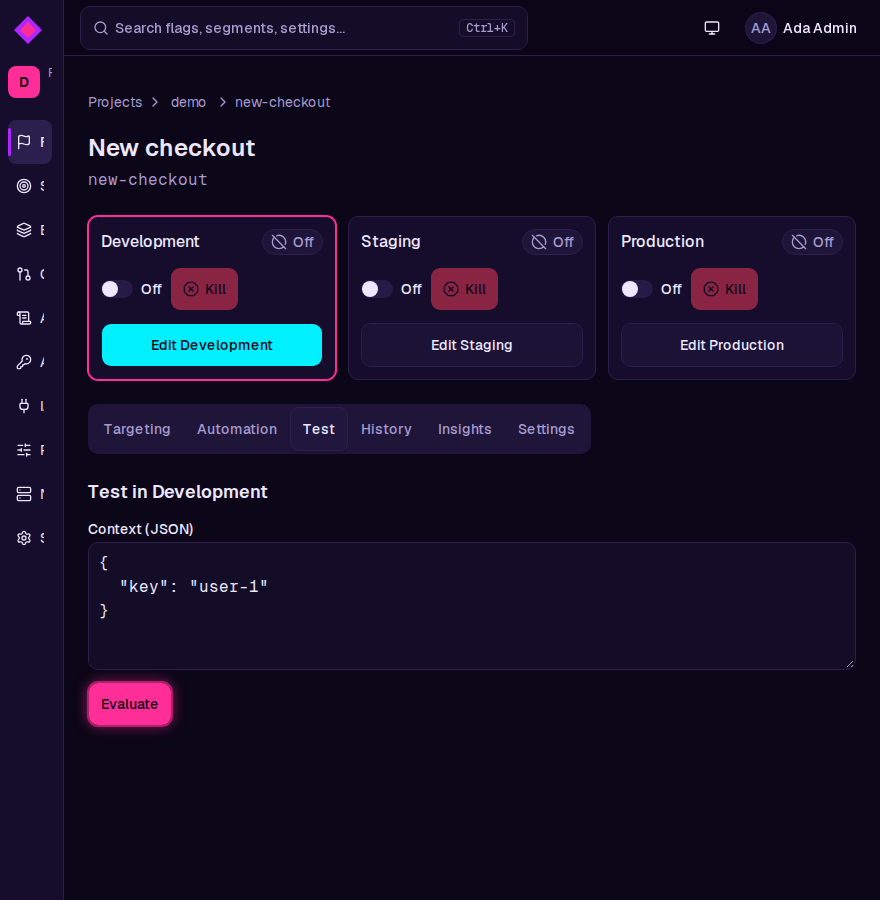 Search flags, segments, settings... Ctrl+K
AA Ada Admin
D
Projects > demo > new-checkout
New checkout
new-checkout
Development Off
Off Kill
Edit Development
Staging Off
Off Kill
Edit Staging
Production Off
Off Kill
Edit Production
Targeting Automation Test History Insights Settings
Test in Development
Context (JSON)
{
  "key": "user-1"
}
Evaluate